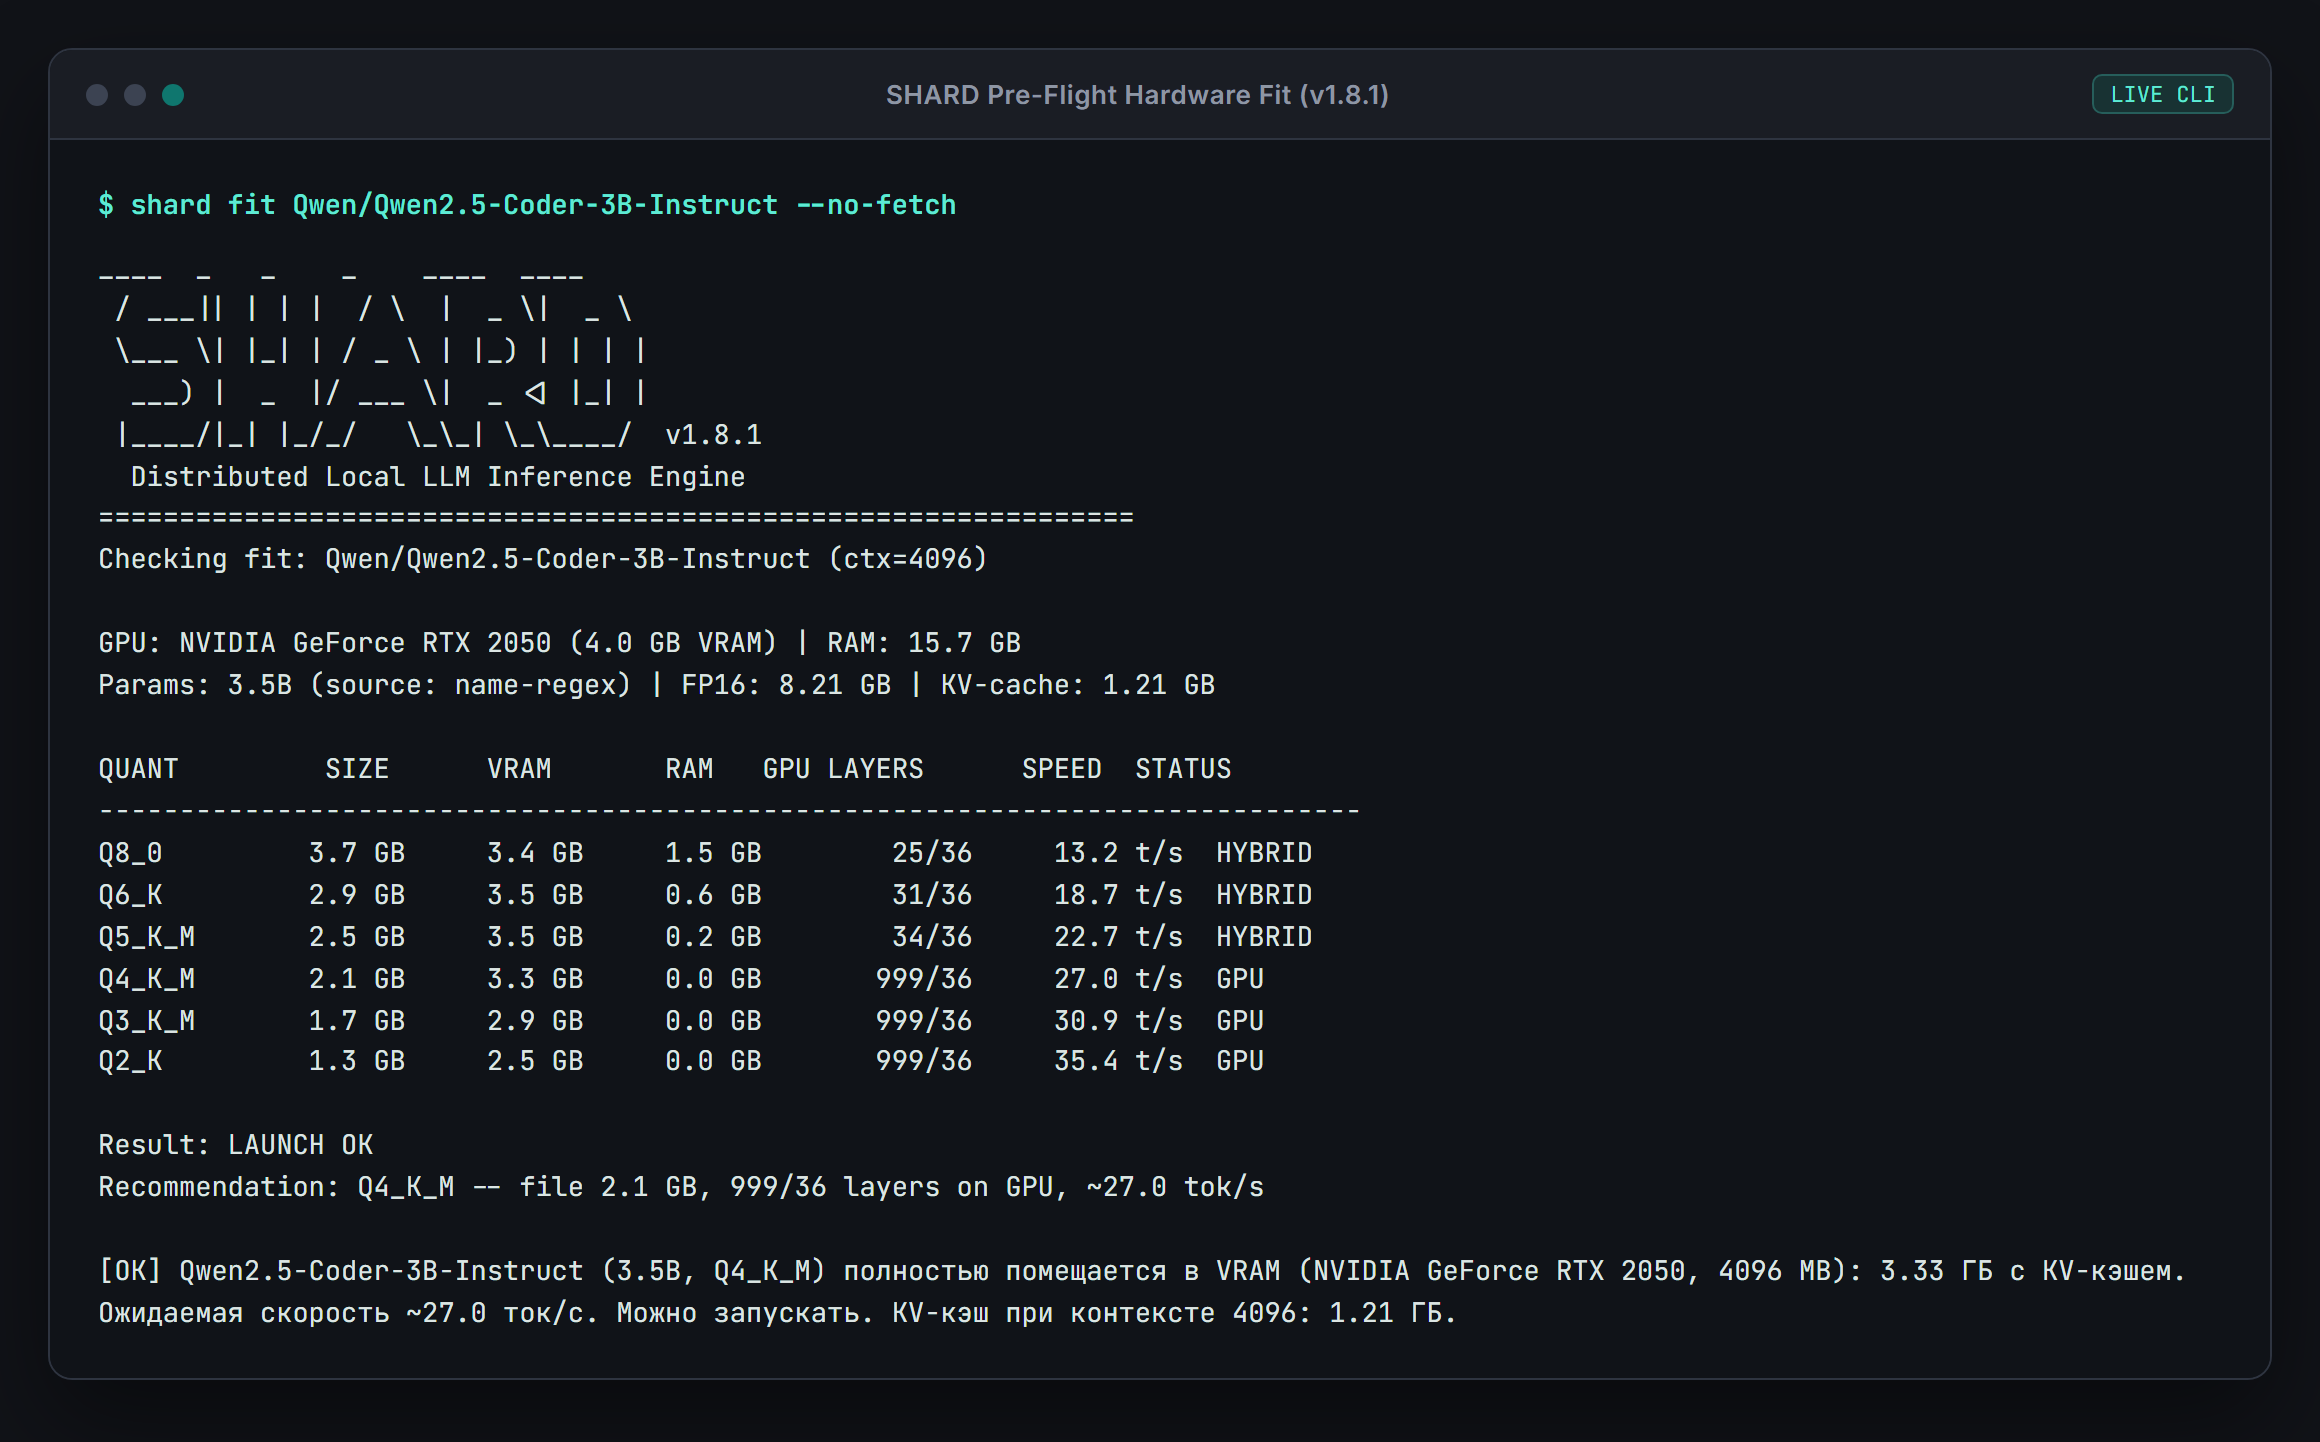 SHARD Pre-Flight Hardware Fit (v1.8.1)
LIVE CLI
$ shard fit Qwen/Qwen2.5-Coder-3B-Instruct --no-fetch
____  _   _    _    ____  ____
 / ___|| | | |  / \  |  _ \|  _ \
 \___ \| |_| | / _ \ | |_) | | | |
  ___) |  _  |/ ___ \|  _ <| |_| |
 |____/|_| |_/_/   \_\_| \_\____/  v1.8.1
  Distributed Local LLM Inference Engine
================================================================
Checking fit: Qwen/Qwen2.5-Coder-3B-Instruct (ctx=4096)
GPU: NVIDIA GeForce RTX 2050 (4.0 GB VRAM) | RAM: 15.7 GB
Params: 3.5B (source: name-regex) | FP16: 8.21 GB | KV-cache: 1.21 GB
QUANT         SIZE      VRAM       RAM   GPU LAYERS      SPEED  STATUS
------------------------------------------------------------------------------
Q8_0         3.7 GB     3.4 GB     1.5 GB        25/36     13.2 t/s  HYBRID
Q6_K         2.9 GB     3.5 GB     0.6 GB        31/36     18.7 t/s  HYBRID
Q5_K_M       2.5 GB     3.5 GB     0.2 GB        34/36     22.7 t/s  HYBRID
Q4_K_M       2.1 GB     3.3 GB     0.0 GB       999/36     27.0 t/s  GPU
Q3_K_M       1.7 GB     2.9 GB     0.0 GB       999/36     30.9 t/s  GPU
Q2_K         1.3 GB     2.5 GB     0.0 GB       999/36     35.4 t/s  GPU
Result: LAUNCH OK
Recommendation: Q4_K_M -- file 2.1 GB, 999/36 layers on GPU, ~27.0 tok/s
[OK] Qwen2.5-Coder-3B-Instruct (3.5B, Q4_K_M) полностью помещается в VRAM (NVIDIA GeForce RTX 2050, 4096 MB): 3.33 ГБ с KV-кэшем.
Ожидаемая скорость ~27.0 ток/с. Можно запускать. KV-кэш при контексте 4096: 1.21 ГБ.